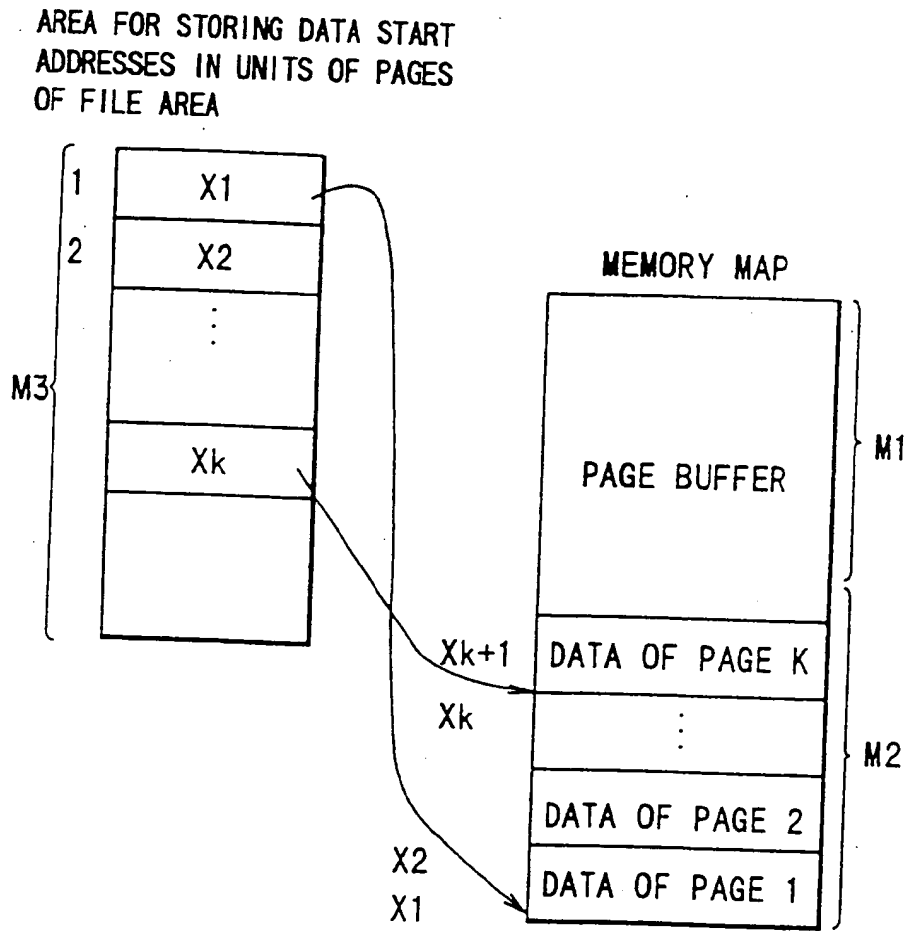 AREA FOR STORING DATA START
ADDRESSES IN UNITS OF PAGES
OF FILE AREA
1
X1
2
X2
⋮
M3
Xk
MEMORY MAP
PAGE BUFFER
M1
Xk+1
DATA OF PAGE K
Xk
⋮
M2
DATA OF PAGE 2
X2
DATA OF PAGE 1
X1